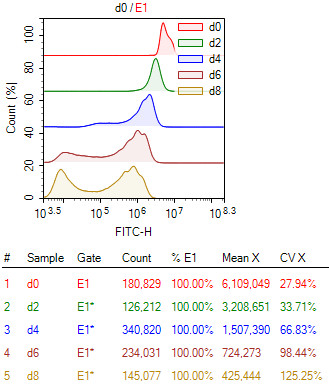 d0 / E1
100
80
60
40
20
0
Count (%)
d0
d2
d4
d6
d8
10^3.5 10^5 10^6 10^7 10^8.3
FITC-H
# Sample Gate Count % E1 Mean X CV X
1 d0 E1 180,829 100.00% 6,109,049 27.94%
2 d2 E1* 126,212 100.00% 3,208,651 33.71%
3 d4 E1* 340,820 100.00% 1,507,390 66.83%
4 d6 E1* 234,031 100.00% 724,273 98.44%
5 d8 E1* 145,077 100.00% 425,444 125.25%